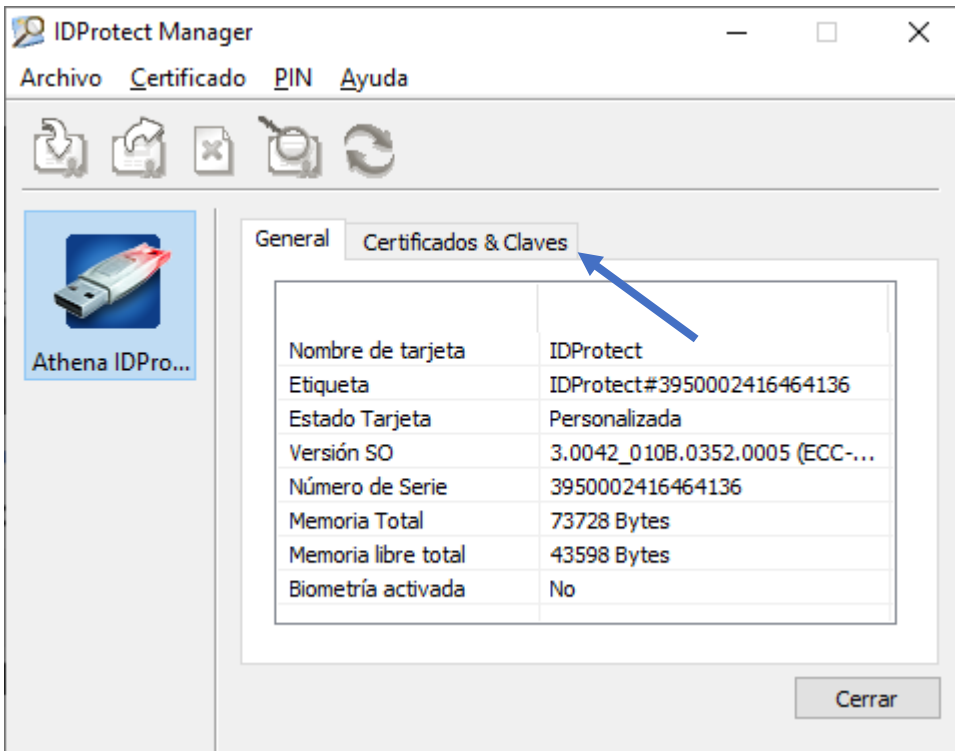 IDProtect Manager
Archivo Certificado PIN Ayuda
Athena IDPro...
General Certificados & Claves
Nombre de tarjeta IDProtect
Etiqueta IDProtect#3950002416464136
Estado Tarjeta Personalizada
Versión SO 3.0042_010B.0352.0005 (ECC-...
Número de Serie 3950002416464136
Memoria Total 73728 Bytes
Memoria libre total 43598 Bytes
Biometría activada No
Cerrar